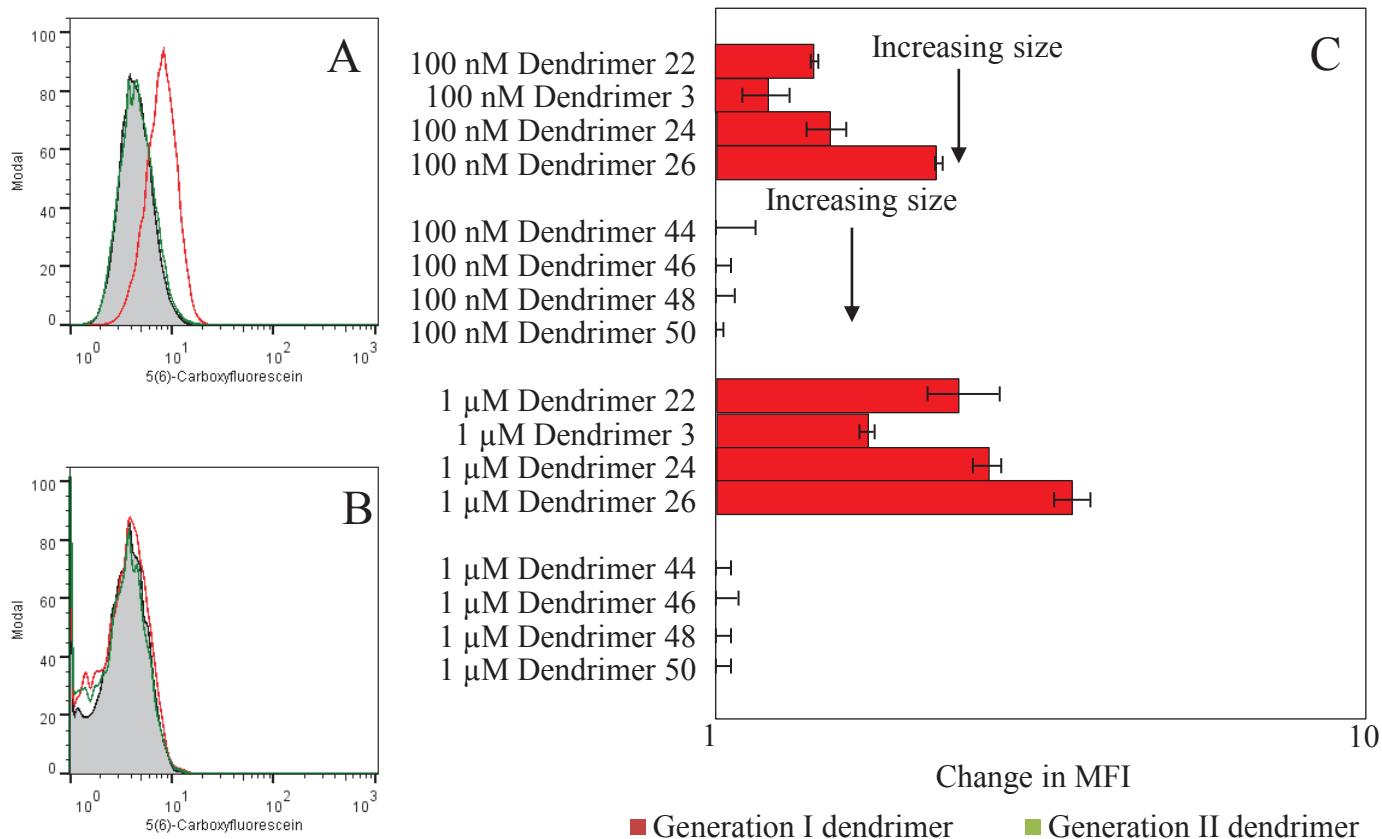 A
100
80
60
40
20
0
Modal
10^0 10^1 10^2 10^3
5(6)-Carboxyfluorescein
B
100
80
60
40
20
0
Modal
10^0 10^1 10^2 10^3
5(6)-Carboxyfluorescein
C
Increasing size
100 nM Dendrimer 22
100 nM Dendrimer 3
100 nM Dendrimer 24
100 nM Dendrimer 26
Increasing size
100 nM Dendrimer 44
100 nM Dendrimer 46
100 nM Dendrimer 48
100 nM Dendrimer 50
1 µM Dendrimer 22
1 µM Dendrimer 3
1 µM Dendrimer 24
1 µM Dendrimer 26
1 µM Dendrimer 44
1 µM Dendrimer 46
1 µM Dendrimer 48
1 µM Dendrimer 50
1 10
Change in MFI
Generation I dendrimer Generation II dendrimer